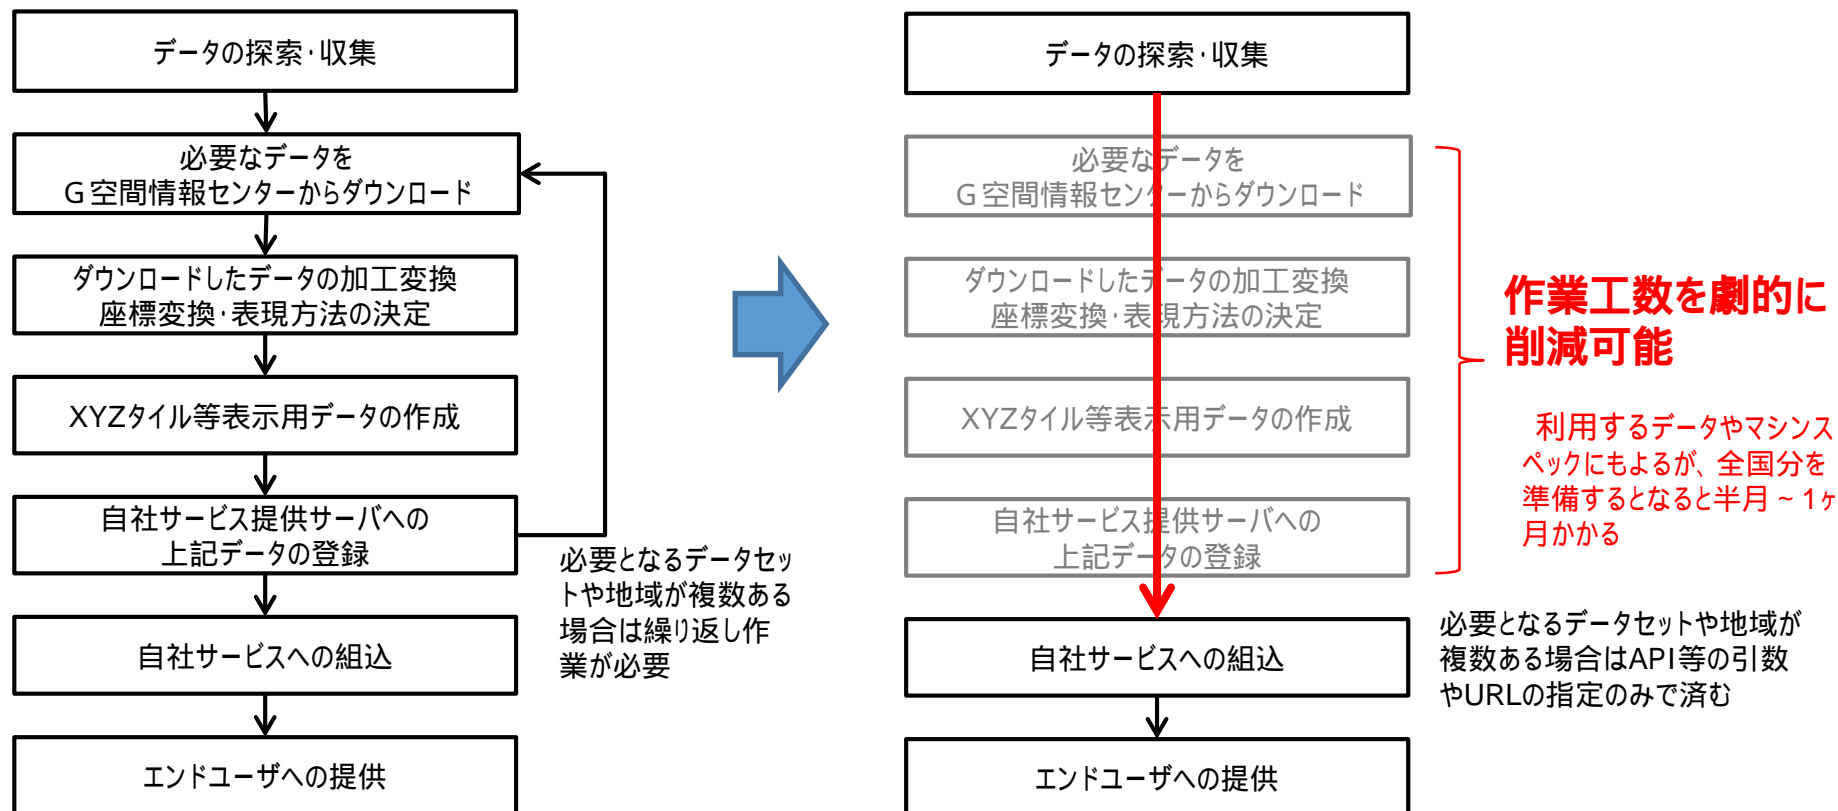 データの探索･収集
必要なデータを
Ｇ空間情報センターからダウンロード
ダウンロードしたデータの加工変換
座標変換･表現方法の決定
XYZタイル等表示用データの作成
自社サービス提供サーバへの
上記データの登録
自社サービスへの組込
エンドユーザへの提供
必要となるデータセッ
トや地域が複数ある
場合は繰り返し作
業が必要
データの探索･収集
必要なデータを
Ｇ空間情報センターからダウンロード
ダウンロードしたデータの加工変換
座標変換･表現方法の決定
XYZタイル等表示用データの作成
自社サービス提供サーバへの
上記データの登録
自社サービスへの組込
エンドユーザへの提供
作業工数を劇的に
削減可能
利用するデータやマシンス
ペックにもよるが、全国分を
準備するとなると半月 ~ 1ヶ
月かかる
必要となるデータセットや地域が
複数ある場合はAPI等の引数
やURLの指定のみで済む